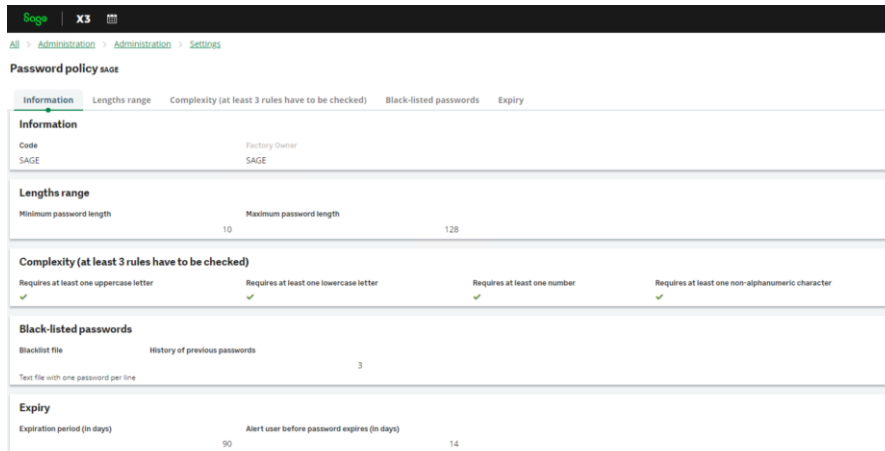 Sage X3
All > Administration > Administration > Settings
Password policy SAGE
Information Lengths range Complexity (at least 3 rules have to be checked) Black-listed passwords Expiry
Information
Code Factory Owner
SAGE SAGE
Lengths range
Minimum password length Maximum password length
10 128
Complexity (at least 3 rules have to be checked)
Requires at least one uppercase letter Requires at least one lowercase letter Requires at least one number Requires at least one non-alphanumeric character
Black-listed passwords
Blacklist file History of previous passwords
3
Text file with one password per line
Expiry
Expiration period (in days) Alert user before password expires (in days)
90 14